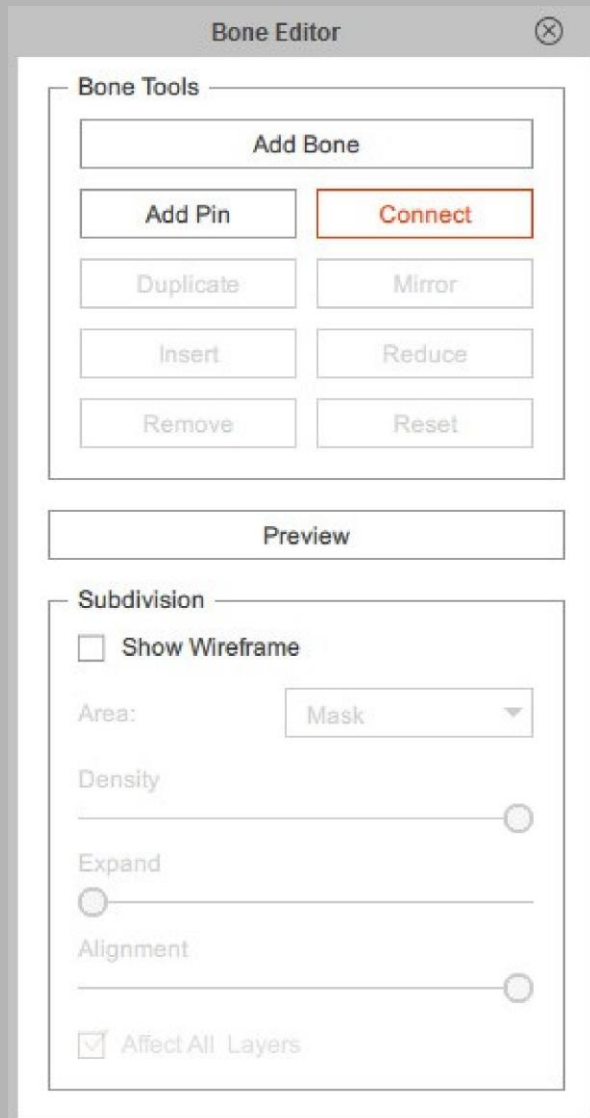 Bone Editor
Bone Tools
Add Bone
Add Pin Connect
Duplicate Mirror
Insert Reduce
Remove Reset
Preview
Subdivision
Show Wireframe
Area: Mask
Density
Expand
Alignment
Affect All Layers